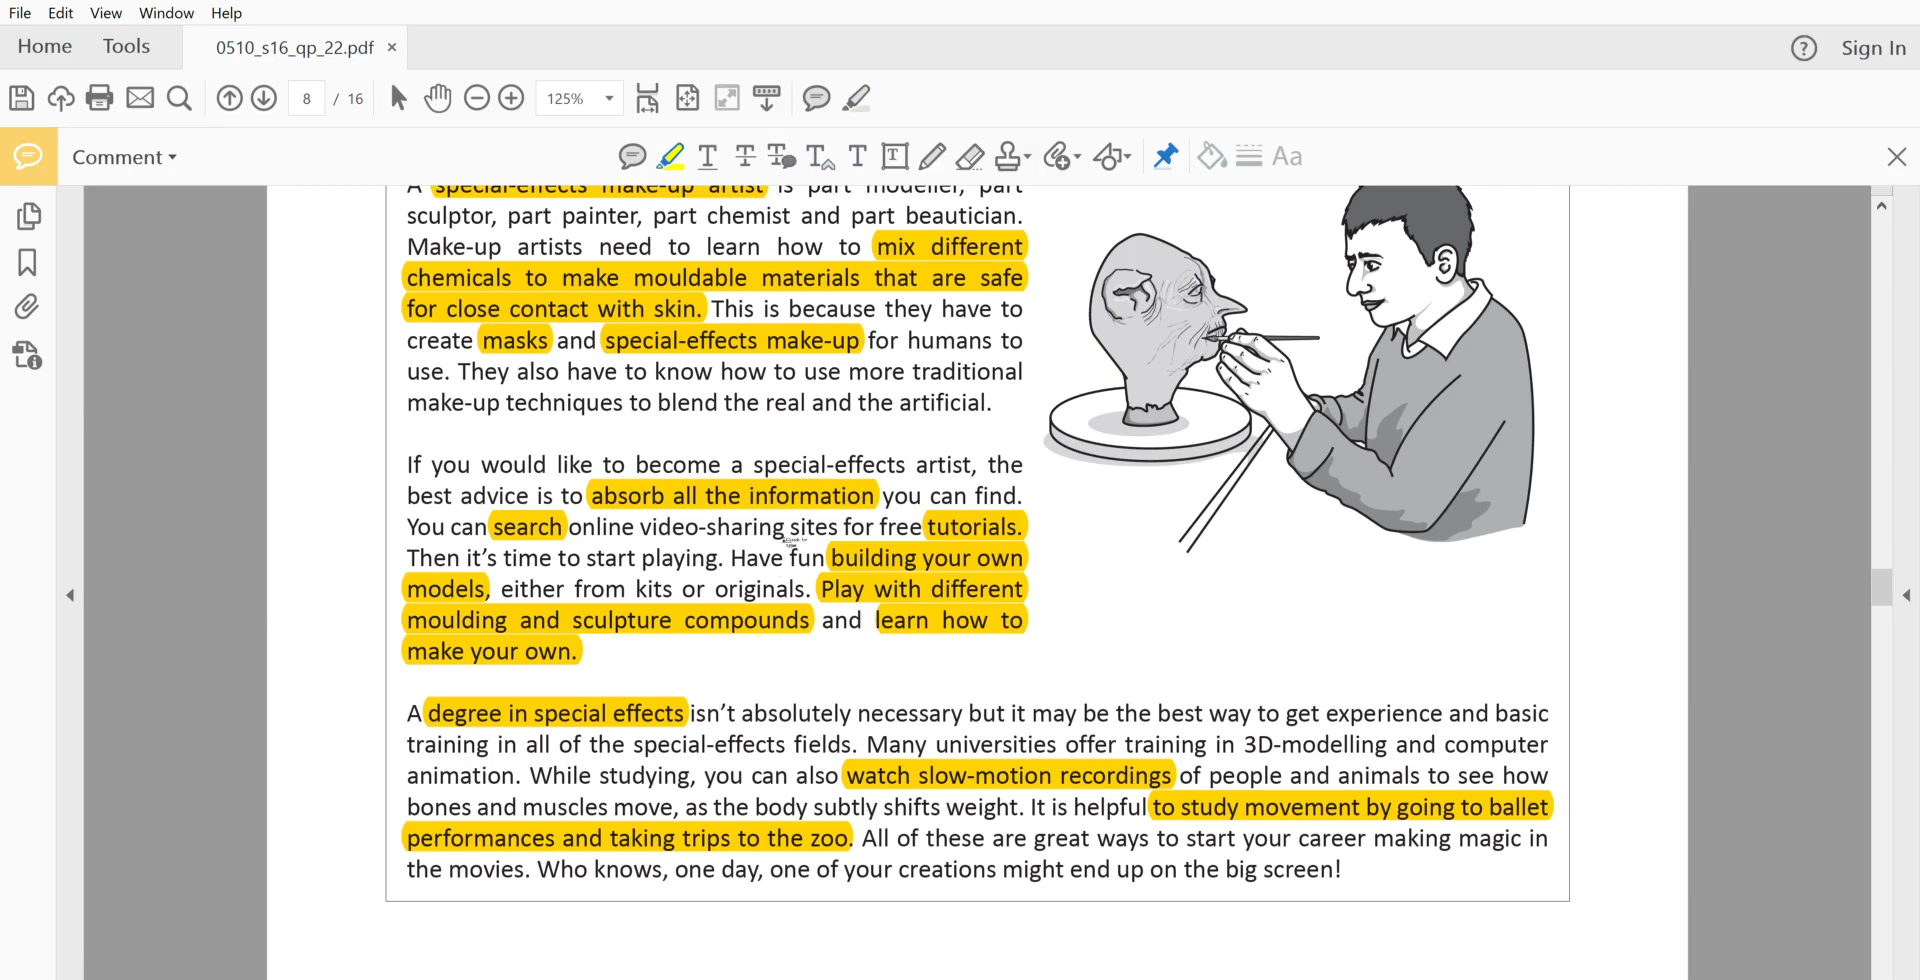 File Edit View Window Help
Home Tools 0510_s16_qp_22.pdf × Sign In
8 / 16 125%
Comment
A special-effects make-up artist is part modeller, part
sculptor, part painter, part chemist and part beautician.
Make-up artists need to learn how to mix different
chemicals to make mouldable materials that are safe
for close contact with skin. This is because they have to
create masks and special-effects make-up for humans to
use. They also have to know how to use more traditional
make-up techniques to blend the real and the artificial.
If you would like to become a special-effects artist, the
best advice is to absorb all the information you can find.
You can search online video-sharing sites for free tutorials.
Then it's time to start playing. Have fun building your own
models, either from kits or originals. Play with different
moulding and sculpture compounds and learn how to
make your own.
A degree in special effects isn't absolutely necessary but it may be the best way to get experience and basic
training in all of the special-effects fields. Many universities offer training in 3D-modelling and computer
animation. While studying, you can also watch slow-motion recordings of people and animals to see how
bones and muscles move, as the body subtly shifts weight. It is helpful to study movement by going to ballet
performances and taking trips to the zoo. All of these are great ways to start your career making magic in
the movies. Who knows, one day, one of your creations might end up on the big screen!